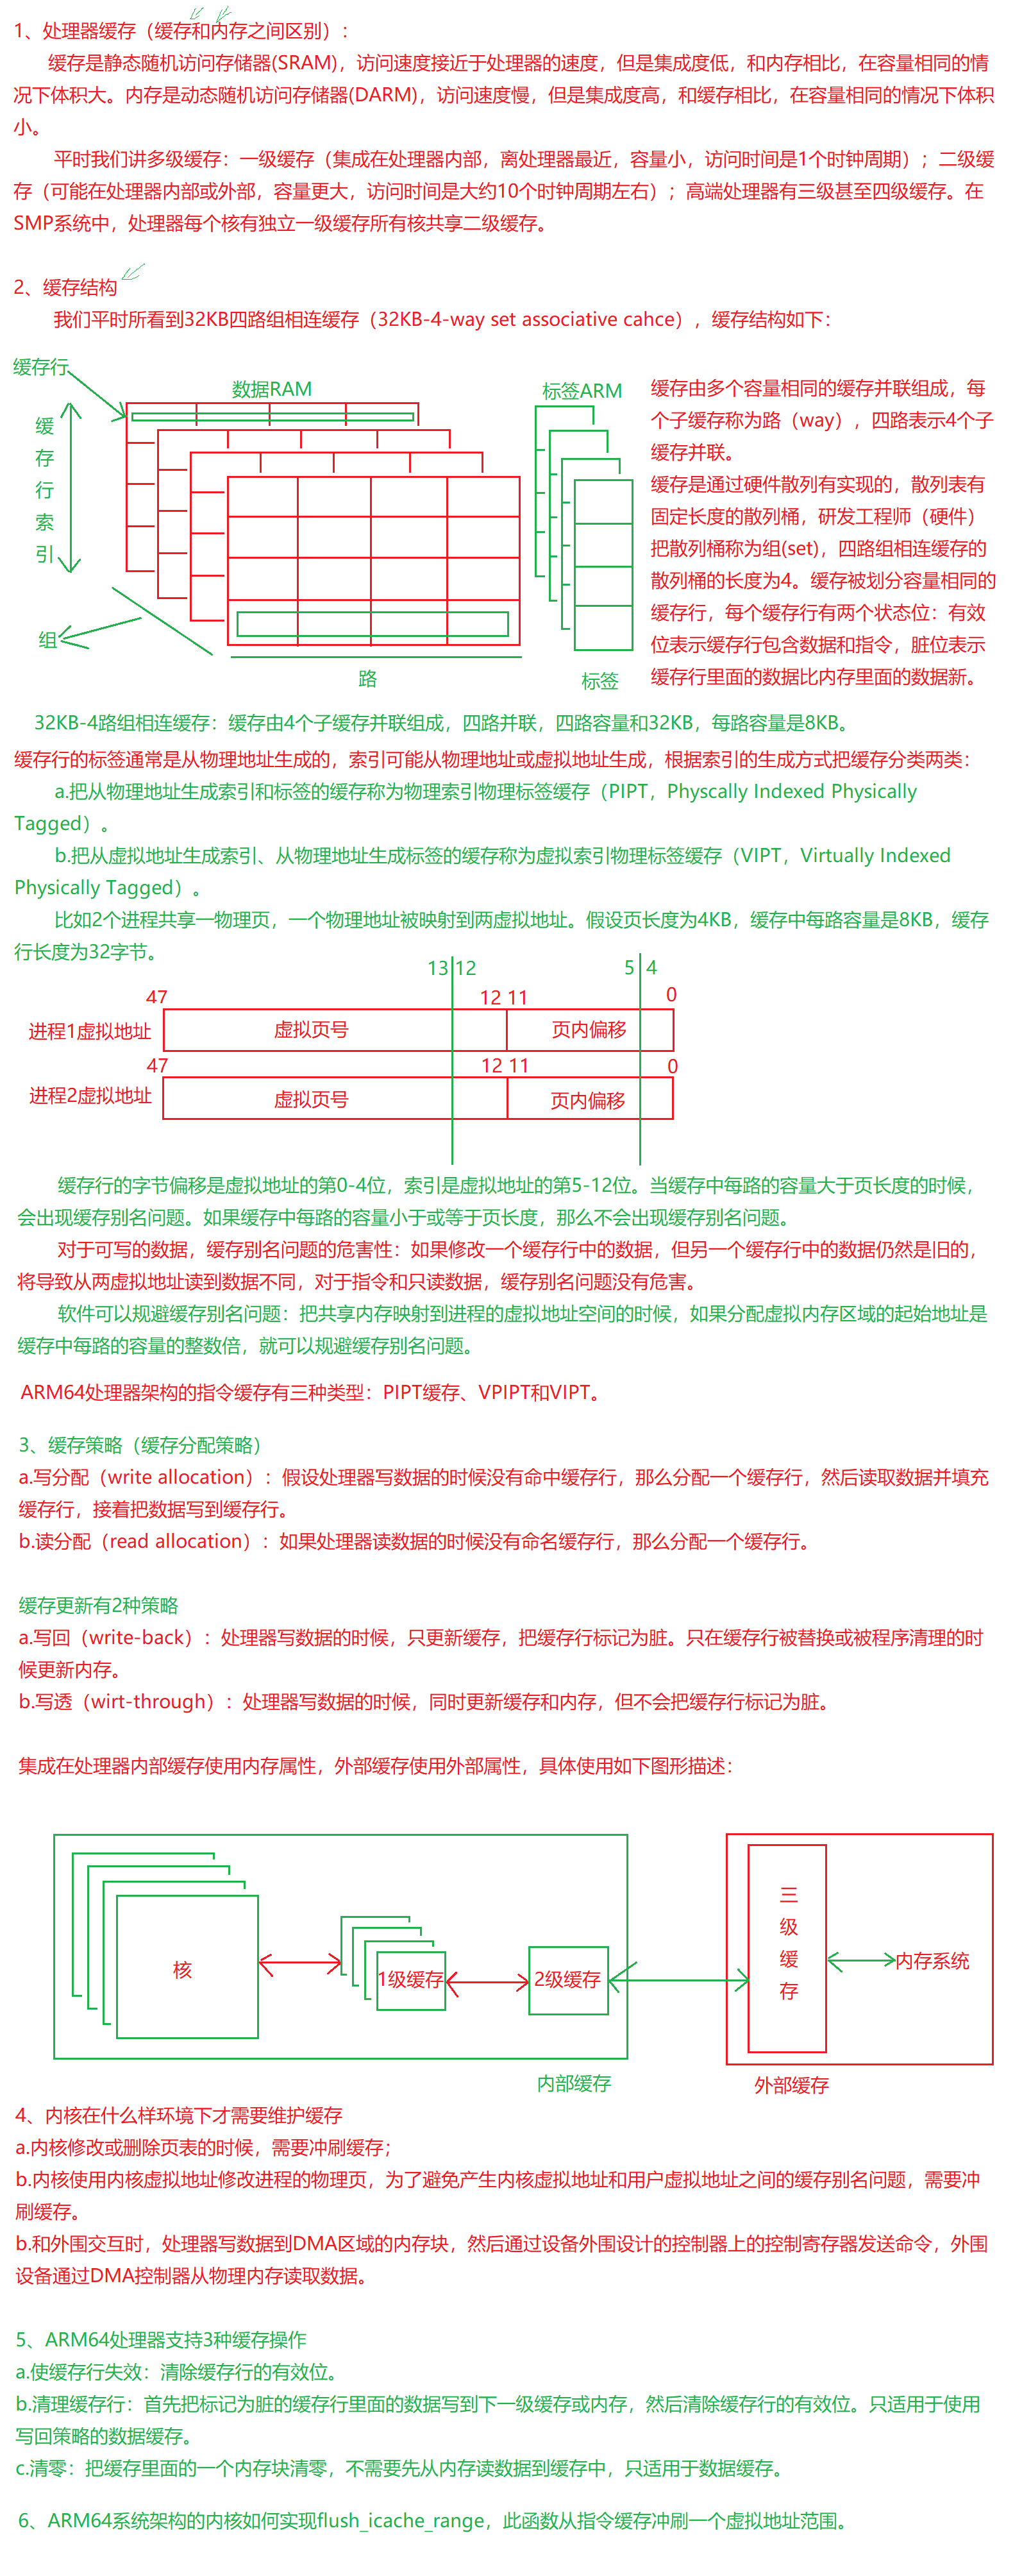 1、处理器缓存（缓存和内存之间区别）：
缓存是静态随机访问存储器(SRAM)，访问速度接近于处理器的速度，但是集成度低，和内存相比，在容量相同的情
况下体积大。内存是动态随机访问存储器(DARM)，访问速度慢，但是集成度高，和缓存相比，在容量相同的情况下体积
小。
平时我们讲多级缓存：一级缓存（集成在处理器内部，离处理器最近，容量小，访问时间是1个时钟周期）；二级缓
存（可能在处理器内部或外部，容量更大，访问时间是大约10个时钟周期左右）；高端处理器有三级甚至四级缓存。在
SMP系统中，处理器每个核有独立一级缓存所有核共享二级缓存。
2、缓存结构
我们平时所看到32KB四路组相连缓存（32KB-4-way set associative cahce），缓存结构如下：
缓存行
数据RAM
标签ARM
缓存行索引
组
路
标签
缓存由多个容量相同的缓存并联组成，每
个子缓存称为路（way），四路表示4个子
缓存并联。
缓存是通过硬件散列有实现的，散列表有
固定长度的散列桶，研发工程师（硬件）
把散列桶称为组(set)，四路组相连缓存的
散列桶的长度为4。缓存被划分容量相同的
缓存行，每个缓存行有两个状态位：有效
位表示缓存行包含数据和指令，脏位表示
缓存行里面的数据比内存里面的数据新。
32KB-4路组相连缓存：缓存由4个子缓存并联组成，四路并联，四路容量和32KB，每路容量是8KB。
缓存行的标签通常是从物理地址生成的，索引可能从物理地址或虚拟地址生成，根据索引的生成方式把缓存分类两类：
a.把从物理地址生成索引和标签的缓存称为物理索引物理标签缓存（PIPT，Physcally Indexed Physically
Tagged）。
b.把从虚拟地址生成索引、从物理地址生成标签的缓存称为虚拟索引物理标签缓存（VIPT，Virtually Indexed
Physically Tagged）。
比如2个进程共享一物理页，一个物理地址被映射到两虚拟地址。假设页长度为4KB，缓存中每路容量是8KB，缓存
行长度为32字节。
13 12 5 4
47 12 11 0
进程1虚拟地址 虚拟页号 页内偏移
47 12 11 0
进程2虚拟地址 虚拟页号 页内偏移
缓存行的字节偏移是虚拟地址的第0-4位，索引是虚拟地址的第5-12位。当缓存中每路的容量大于页长度的时候，
会出现缓存别名问题。如果缓存中每路的容量小于或等于页长度，那么不会出现缓存别名问题。
对于可写的数据，缓存别名问题的危害性：如果修改一个缓存行中的数据，但另一个缓存行中的数据仍然是旧的，
将导致从两虚拟地址读到数据不同，对于指令和只读数据，缓存别名问题没有危害。
软件可以规避缓存别名问题：把共享内存映射到进程的虚拟地址空间的时候，如果分配虚拟内存区域的起始地址是
缓存中每路的容量的整数倍，就可以规避缓存别名问题。
ARM64处理器架构的指令缓存有三种类型：PIPT缓存、VPIPT和VIPT。
3、缓存策略（缓存分配策略）
a.写分配（write allocation）：假设处理器写数据的时候没有命中缓存行，那么分配一个缓存行，然后读取数据并填充
缓存行，接着把数据写到缓存行。
b.读分配（read allocation）：如果处理器读数据的时候没有命名缓存行，那么分配一个缓存行。
缓存更新有2种策略
a.写回（write-back）：处理器写数据的时候，只更新缓存，把缓存行标记为脏。只在缓存行被替换或被程序清理的时
候更新内存。
b.写透（wirt-through）：处理器写数据的时候，同时更新缓存和内存，但不会把缓存行标记为脏。
集成在处理器内部缓存使用内存属性，外部缓存使用外部属性，具体使用如下图形描述：
核
1级缓存
2级缓存
三级缓存
内存系统
内部缓存
外部缓存
4、内核在什么样环境下才需要维护缓存
a.内核修改或删除页表的时候，需要冲刷缓存；
b.内核使用内核虚拟地址修改进程的物理页，为了避免产生内核虚拟地址和用户虚拟地址之间的缓存别名问题，需要冲
刷缓存。
b.和外围交互时，处理器写数据到DMA区域的内存块，然后通过设备外围设计的控制器上的控制寄存器发送命令，外围
设备通过DMA控制器从物理内存读取数据。
5、ARM64处理器支持3种缓存操作
a.使缓存行失效：清除缓存行的有效位。
b.清理缓存行：首先把标记为脏的缓存行里面的数据写到下一级缓存或内存，然后清除缓存行的有效位。只适用于使用
写回策略的数据缓存。
c.清零：把缓存里面的一个内存块清零，不需要先从内存读数据到缓存中，只适用于数据缓存。
6、ARM64系统架构的内核如何实现flush_icache_range，此函数从指令缓存冲刷一个虚拟地址范围。